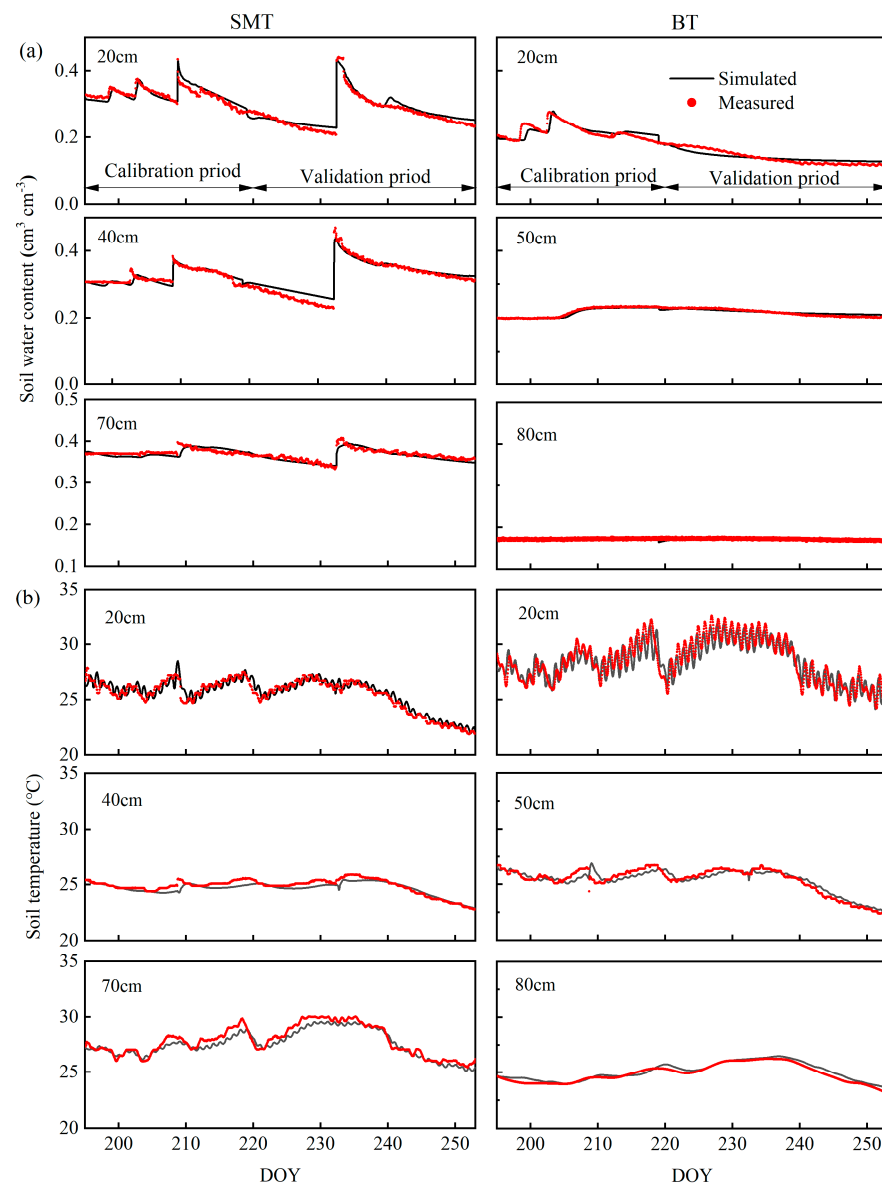 SMT BT
(a)
20cm 20cm
Simulated
Measured
0.4
0.2
0.0
Calibration priod Validation priod Calibration priod Validation priod
Soil water content (cm³ cm⁻³)
40cm 50cm
0.4
0.2
0.0
70cm 80cm
0.5
0.4
0.3
0.2
0.1
(b)
20cm 20cm
35
30
25
20
Soil temperature (°C)
40cm 50cm
35
30
25
20
70cm 80cm
35
30
25
20
200 210 220 230 240 250 200 210 220 230 240 250
DOY DOY